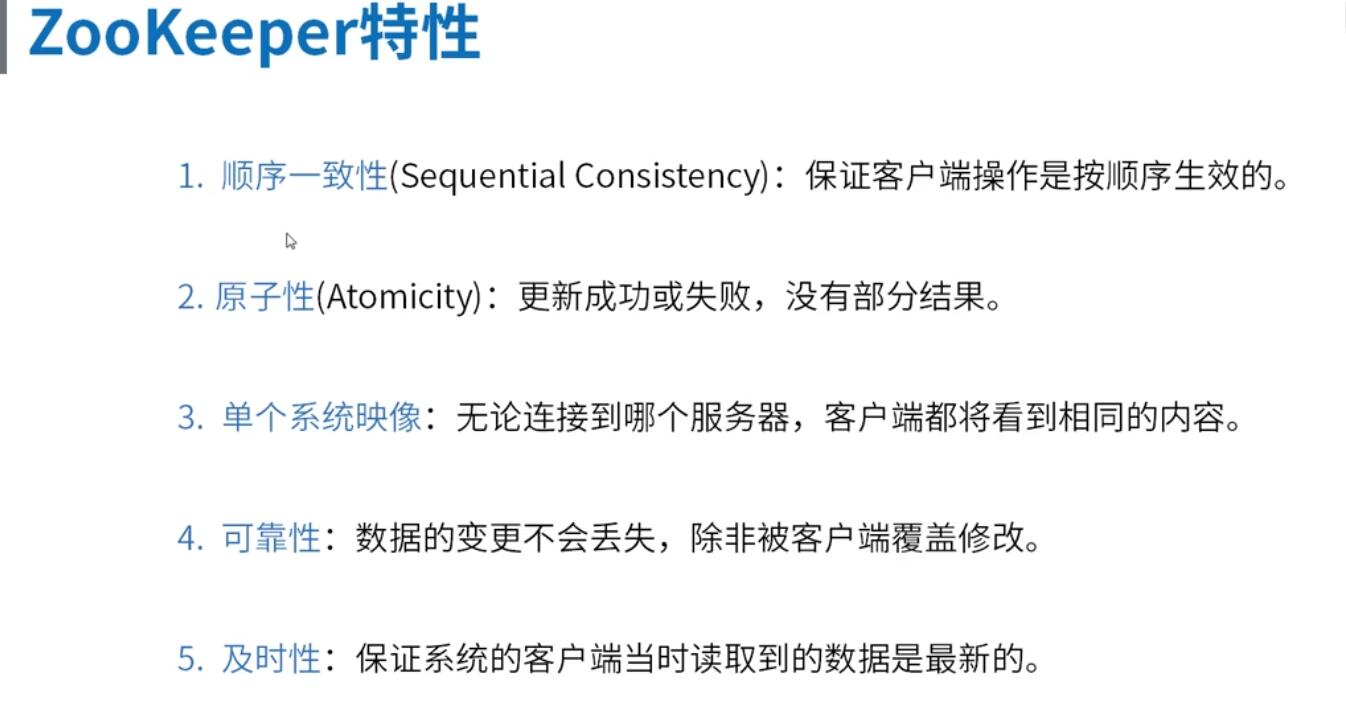 ZooKeeper特性
1. 顺序一致性(Sequential Consistency)：保证客户端操作是按顺序生效的。
2. 原子性(Atomicity)：更新成功或失败，没有部分结果。
3. 单个系统映像：无论连接到哪个服务器，客户端都将看到相同的内容。
4. 可靠性：数据的变更不会丢失，除非被客户端覆盖修改。
5. 及时性：保证系统的客户端当时读取到的数据是最新的。